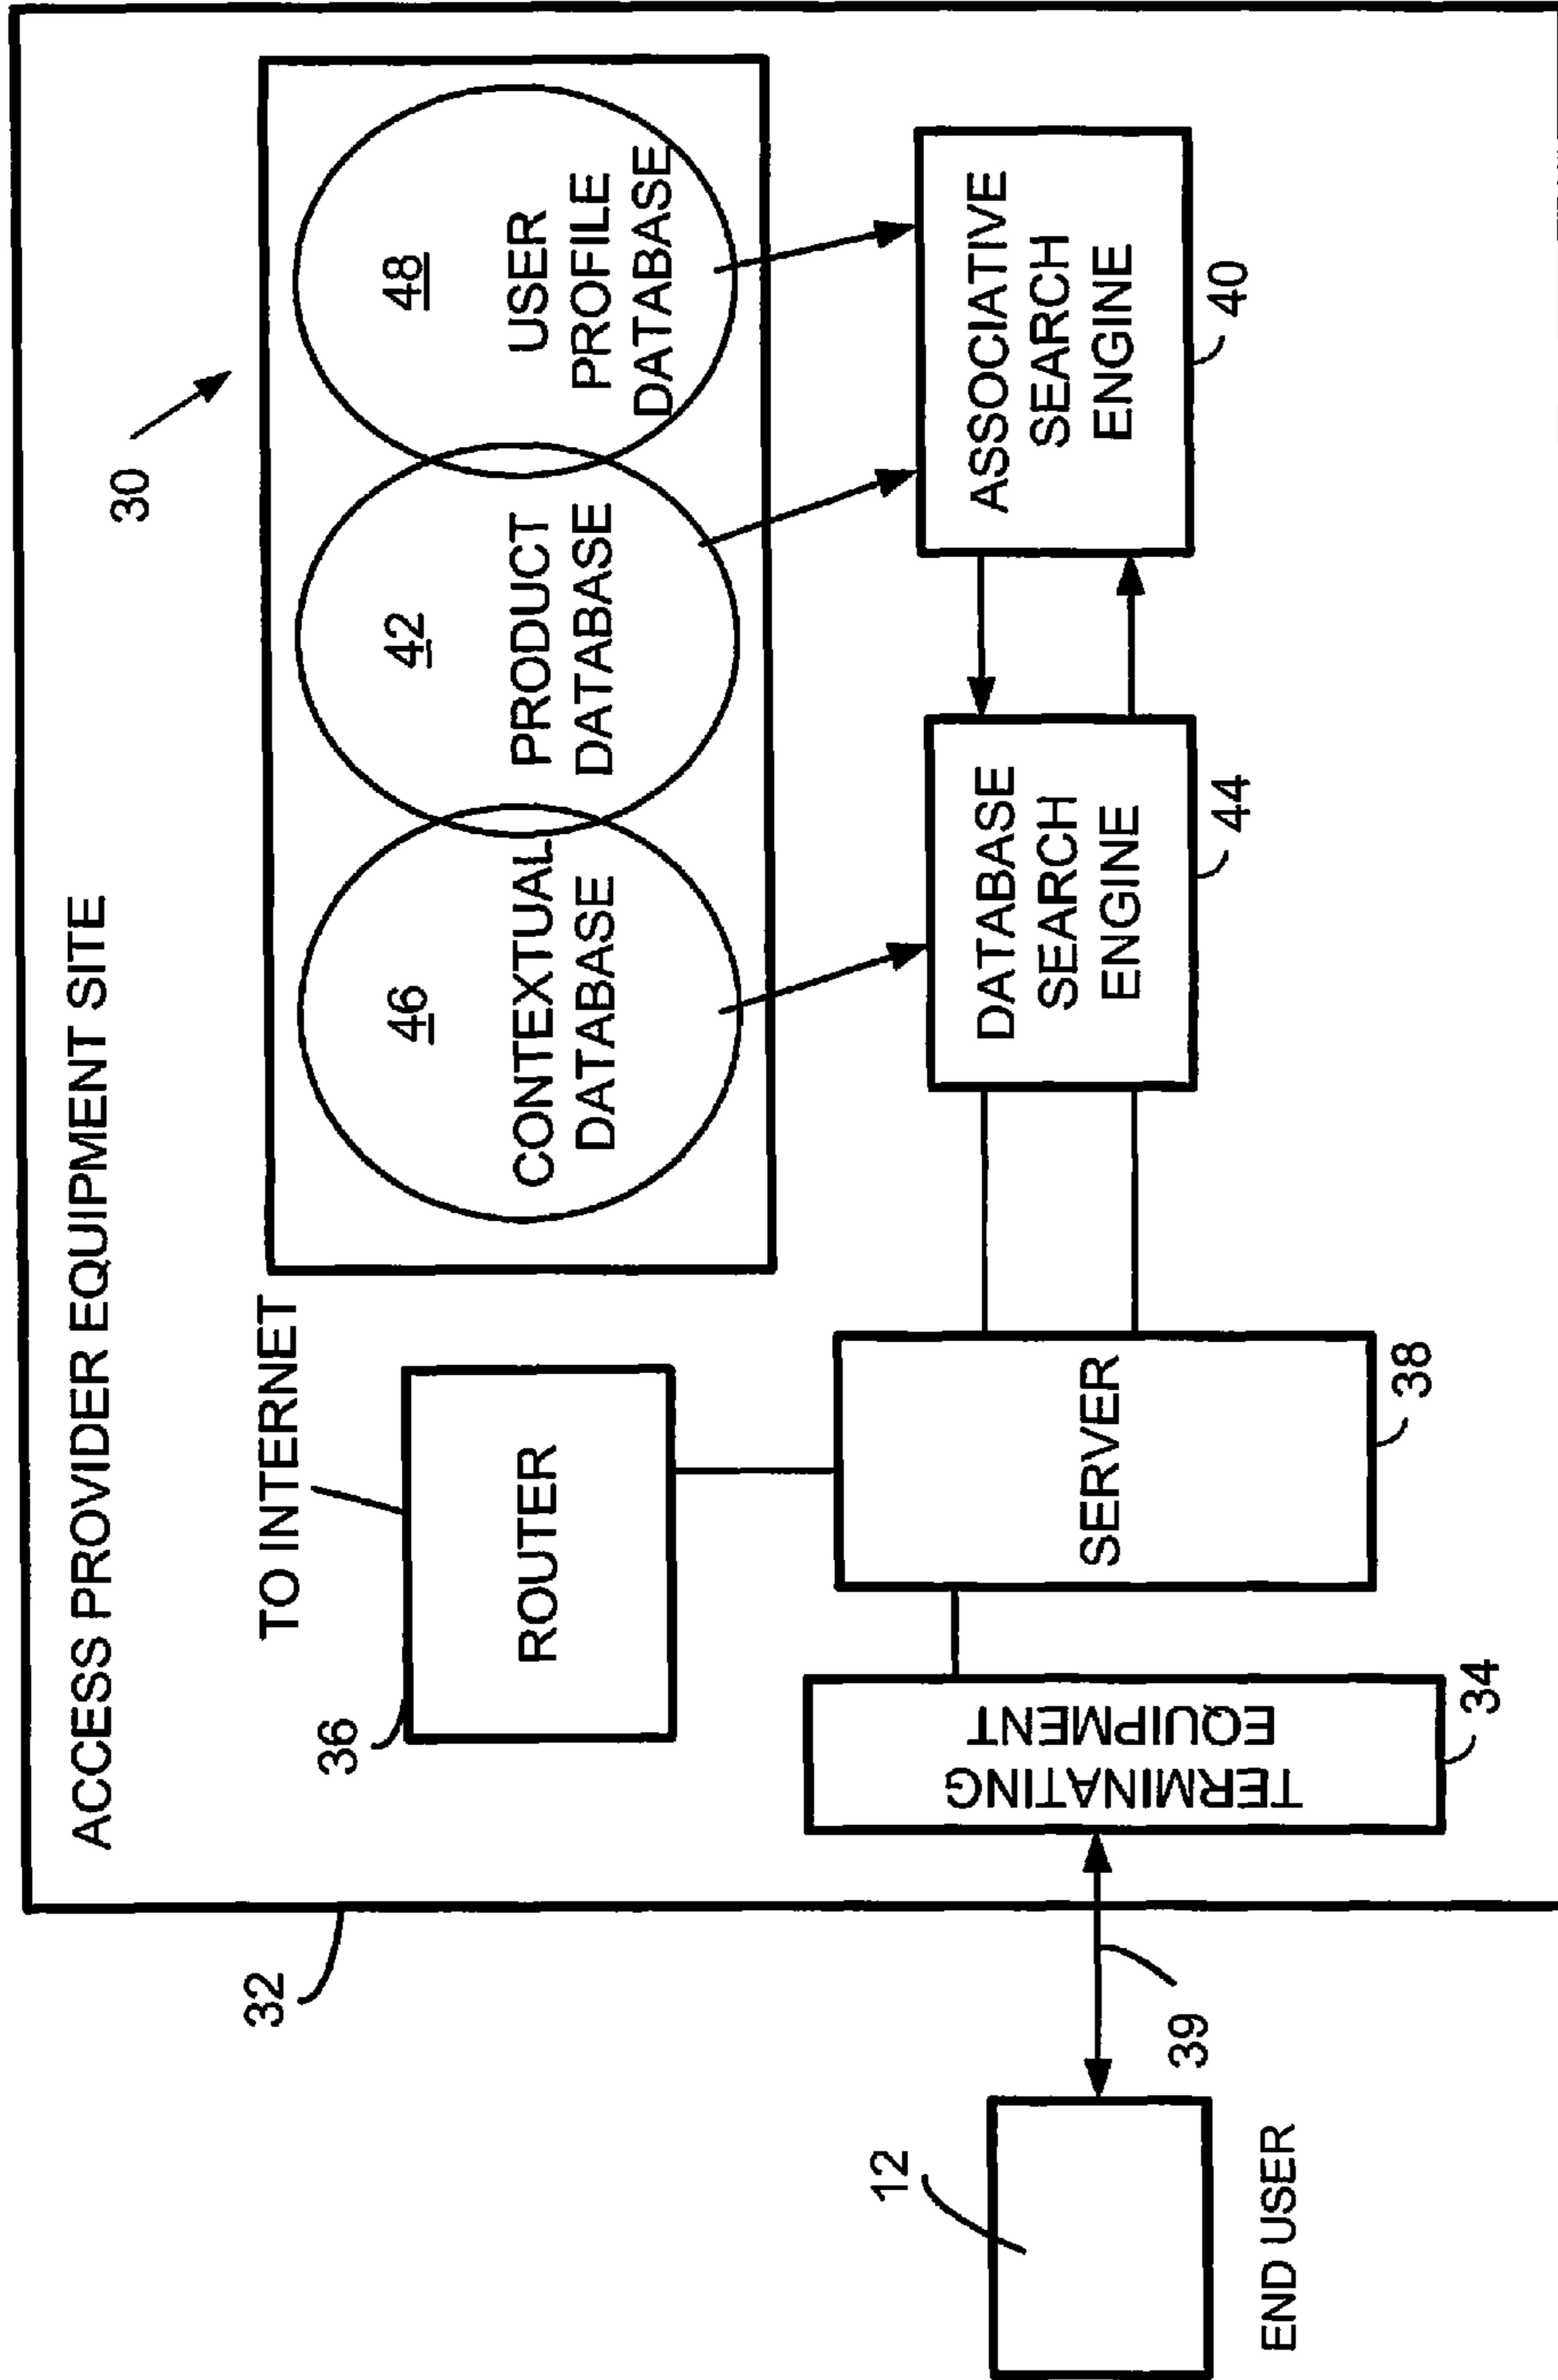 ACCESS PROVIDER EQUIPMENT SITE
30
32
TO INTERNET
36
ROUTER
46
CONTEXTUAL
DATABASE
42
PRODUCT
DATABASE
48
USER
PROFILE
DATABASE
12
END USER
39
TERMINATING
EQUIPMENT
34
SERVER
38
DATABASE
SEARCH
ENGINE
44
ASSOCIATIVE
SEARCH
ENGINE
40